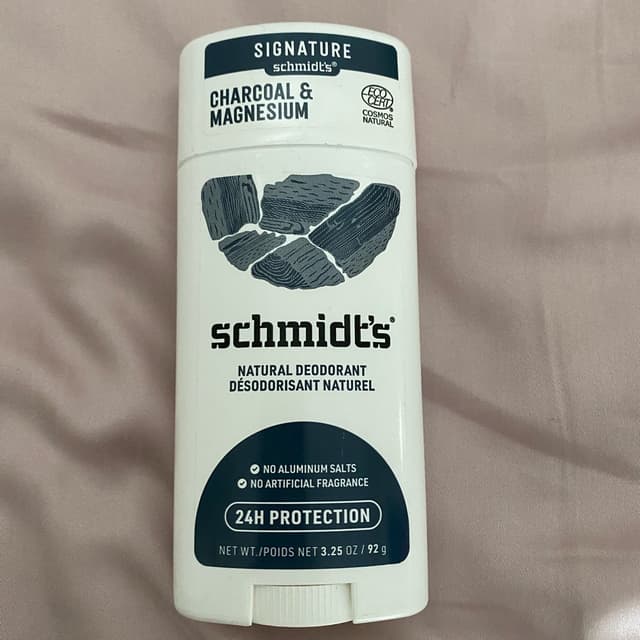 SIGNATURE
schmidt's®
CHARCOAL &
MAGNESIUM
ECO
CERT®
COSMOS
NATURAL
schmidt's®
NATURAL DEODORANT
DÉSODORISANT NATUREL
NO ALUMINUM SALTS
NO ARTIFICIAL FRAGRANCE
24H PROTECTION
NET WT./POIDS NET 3.25 OZ / 92 g